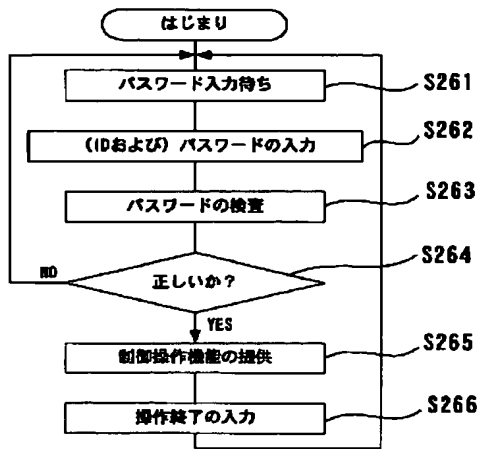 はじまり
パスワード入力待ち
S261
(IDおよび)パスワードの入力
S262
パスワードの検査
S263
正しいか?
S264
NO
YES
制御操作機能の提供
S265
操作終了の入力
S266